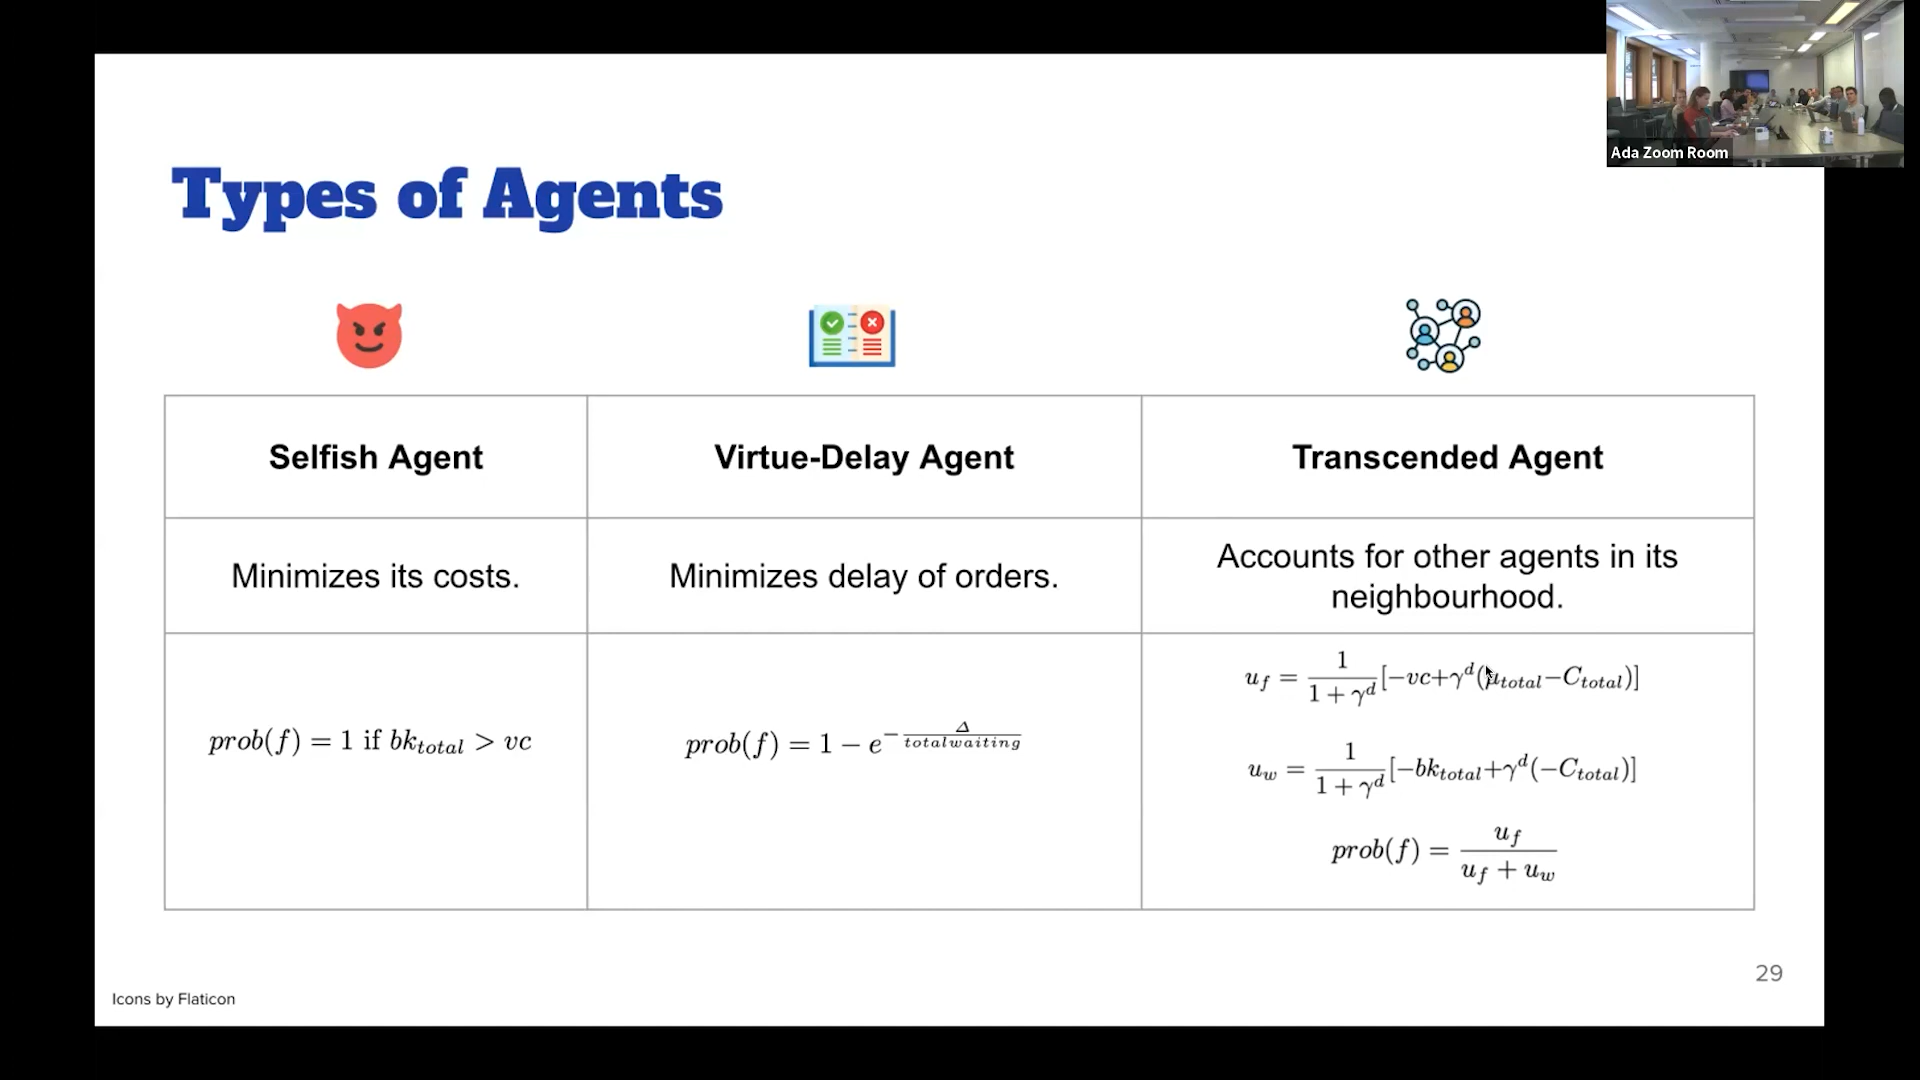 Ada Zoom Room
Types of Agents
Selfish Agent
Virtue-Delay Agent
Transcended Agent
Minimizes its costs.
Minimizes delay of orders.
Accounts for other agents in its
neighbourhood.
prob(f) = 1 if bk_total > vc
prob(f) = 1 − e^{−Δ/totalwaiting}
u_f = 1/(1 + γ^d) [−vc+γ^d(μ_total−C_total)]
u_w = 1/(1 + γ^d) [−bk_total+γ^d(−C_total)]
prob(f) = u_f/(u_f + u_w)
29
Icons by Flaticon